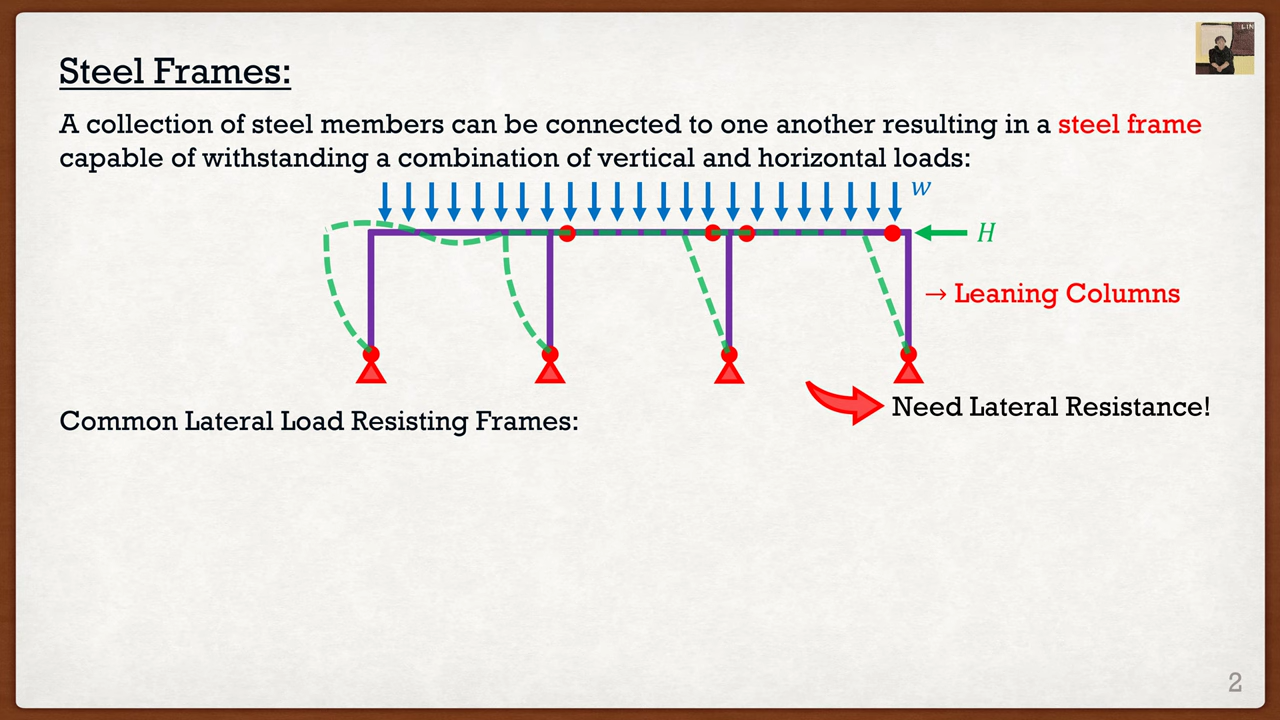 LIN
Steel Frames:
A collection of steel members can be connected to one another resulting in a steel frame
capable of withstanding a combination of vertical and horizontal loads:
w
H
→ Leaning Columns
Need Lateral Resistance!
Common Lateral Load Resisting Frames:
2